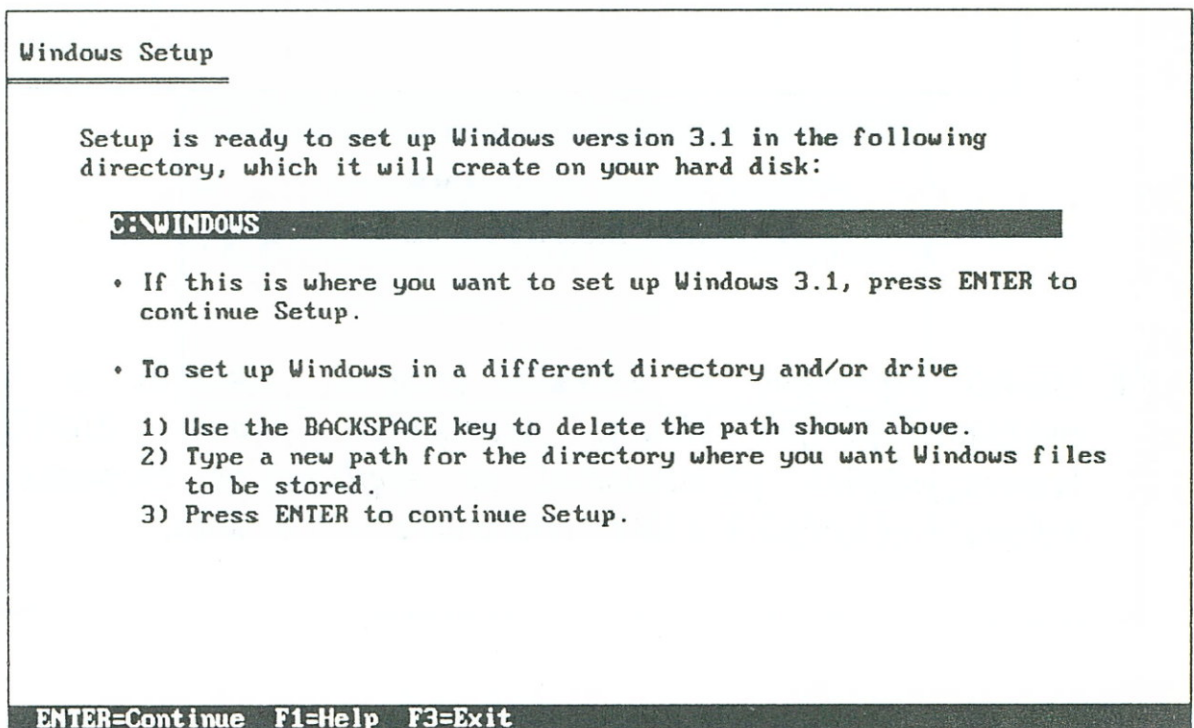 Windows Setup
Setup is ready to set up Windows version 3.1 in the following
directory, which it will create on your hard disk:
C:\WINDOWS
• If this is where you want to set up Windows 3.1, press ENTER to
continue Setup.
• To set up Windows in a different directory and/or drive
1) Use the BACKSPACE key to delete the path shown above.
2) Type a new path for the directory where you want Windows files
to be stored.
3) Press ENTER to continue Setup.
ENTER=Continue F1=Help F3=Exit